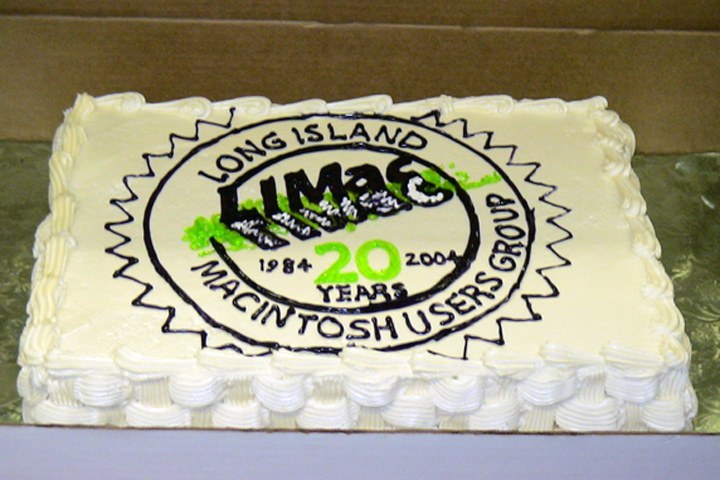 LONG ISLAND
LIMac
1984 20 2004
YEARS
MACINTOSH USERS GROUP